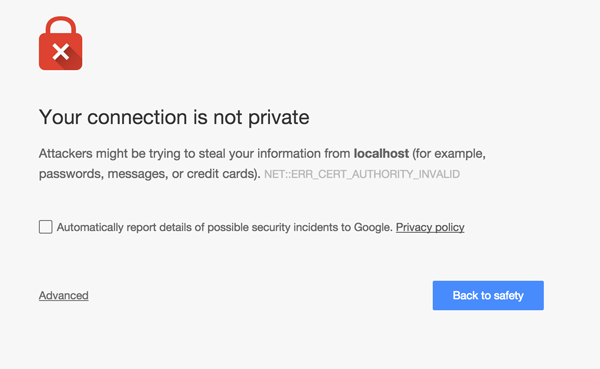 Your connection is not private
Attackers might be trying to steal your information from localhost (for example,
passwords, messages, or credit cards). NET::ERR_CERT_AUTHORITY_INVALID
Automatically report details of possible security incidents to Google. Privacy policy
Advanced
Back to safety